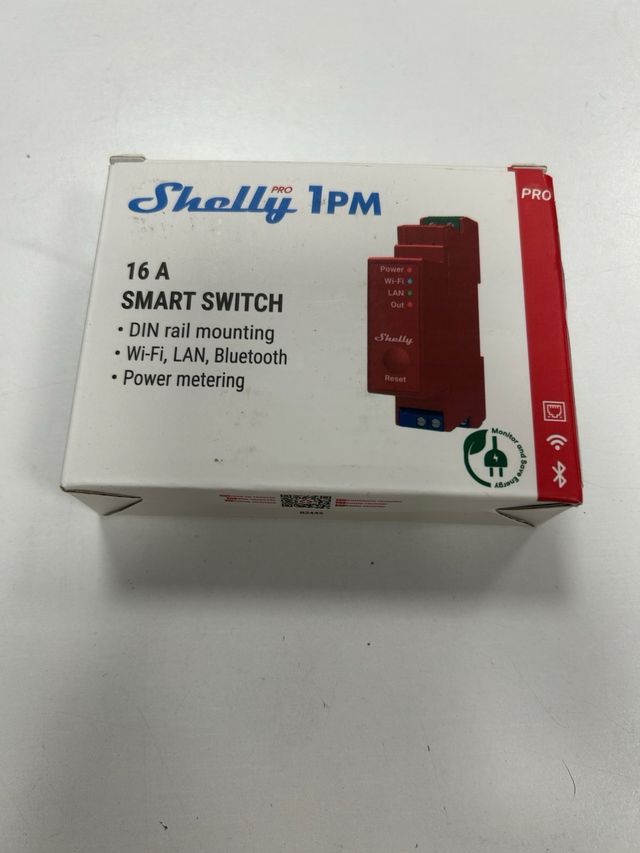 Shelly PRO 1PM
PRO
16 A
SMART SWITCH
• DIN rail mounting
• Wi-Fi, LAN, Bluetooth
• Power metering
Power
Wi-Fi
LAN
Out
Shelly
Reset
Monitor and Save Energy